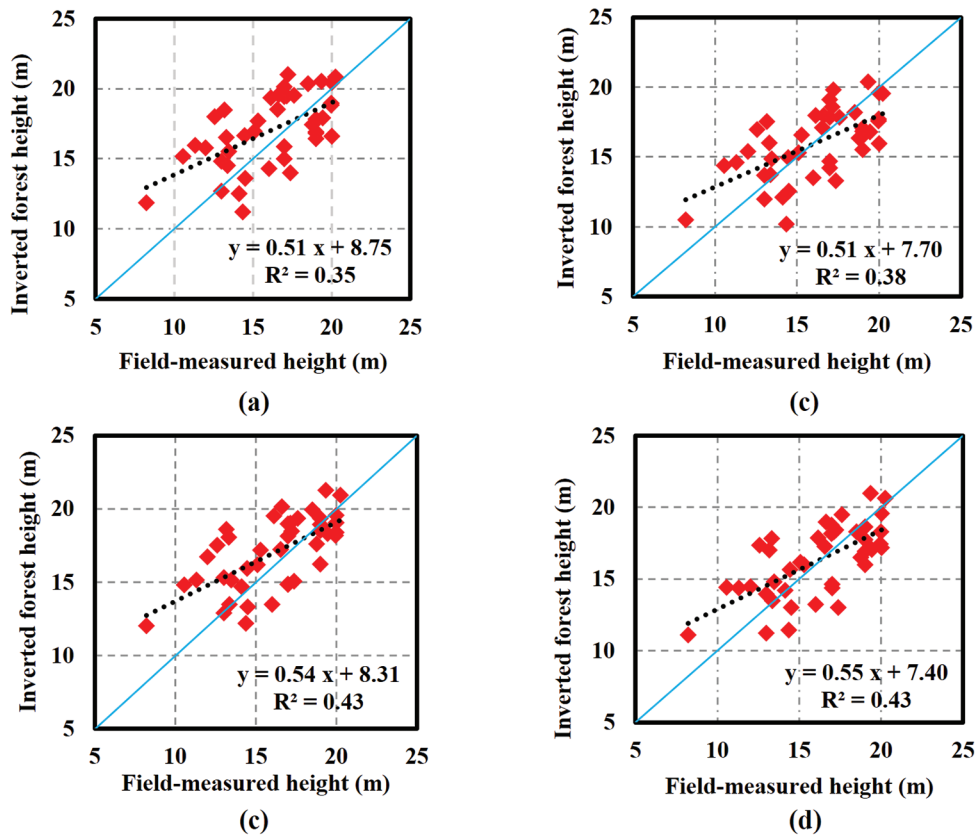 25
20
15
10
5
Inverted forest height (m)
y = 0.51 x + 8.75
R² = 0.35
5 10 15 20 25
Field-measured height (m)
(a)
25
20
15
10
5
Inverted forest height (m)
y = 0.51 x + 7.70
R² = 0.38
5 10 15 20 25
Field-measured height (m)
(c)
25
20
15
10
5
Inverted forest height (m)
y = 0.54 x + 8.31
R² = 0.43
5 10 15 20 25
Field-measured height (m)
(c)
25
20
15
10
5
Inverted forest height (m)
y = 0.55 x + 7.40
R² = 0.43
5 10 15 20 25
Field-measured height (m)
(d)